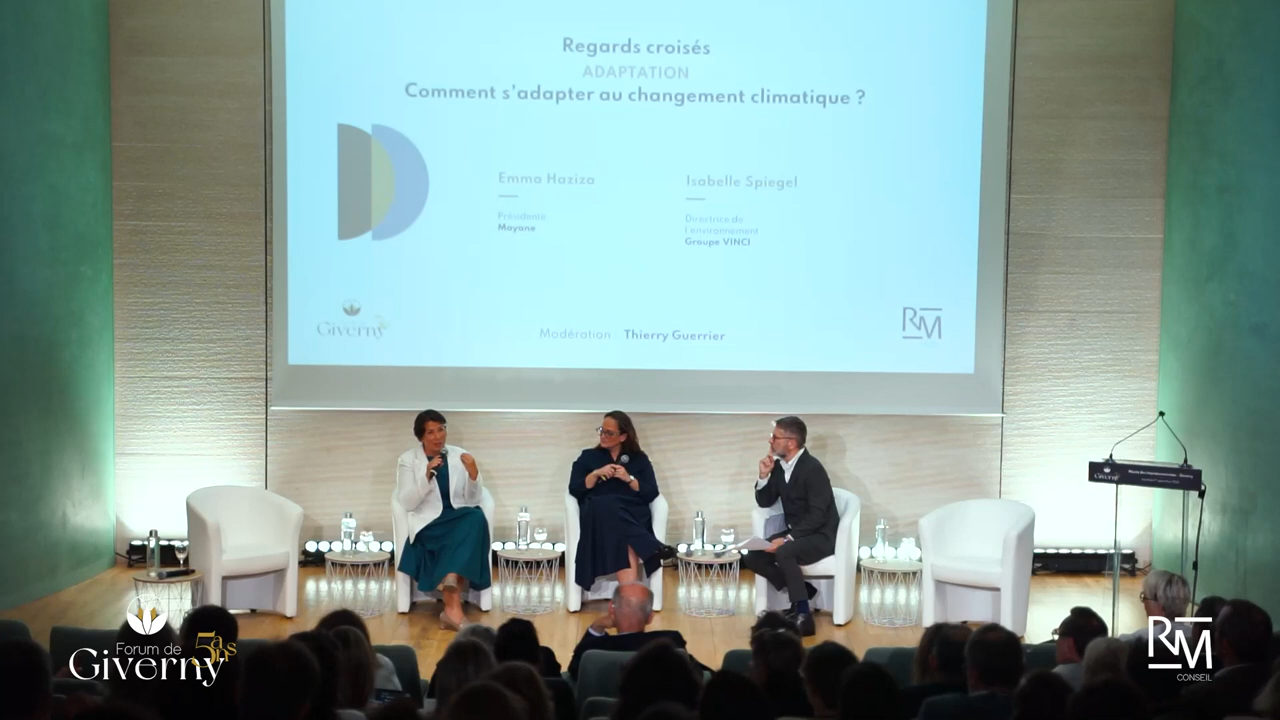 Regards croisés
ADAPTATION
Comment s'adapter au changement climatique ?
Emma Haziza
Présidente
Mayane
Isabelle Spiegel
Directrice de
l'environnement
Groupe VINCI
Giverny
Modération Thierry Guerrier
RM
Giverny
Forum de
Giverny
5 ans
RM
CONSEIL